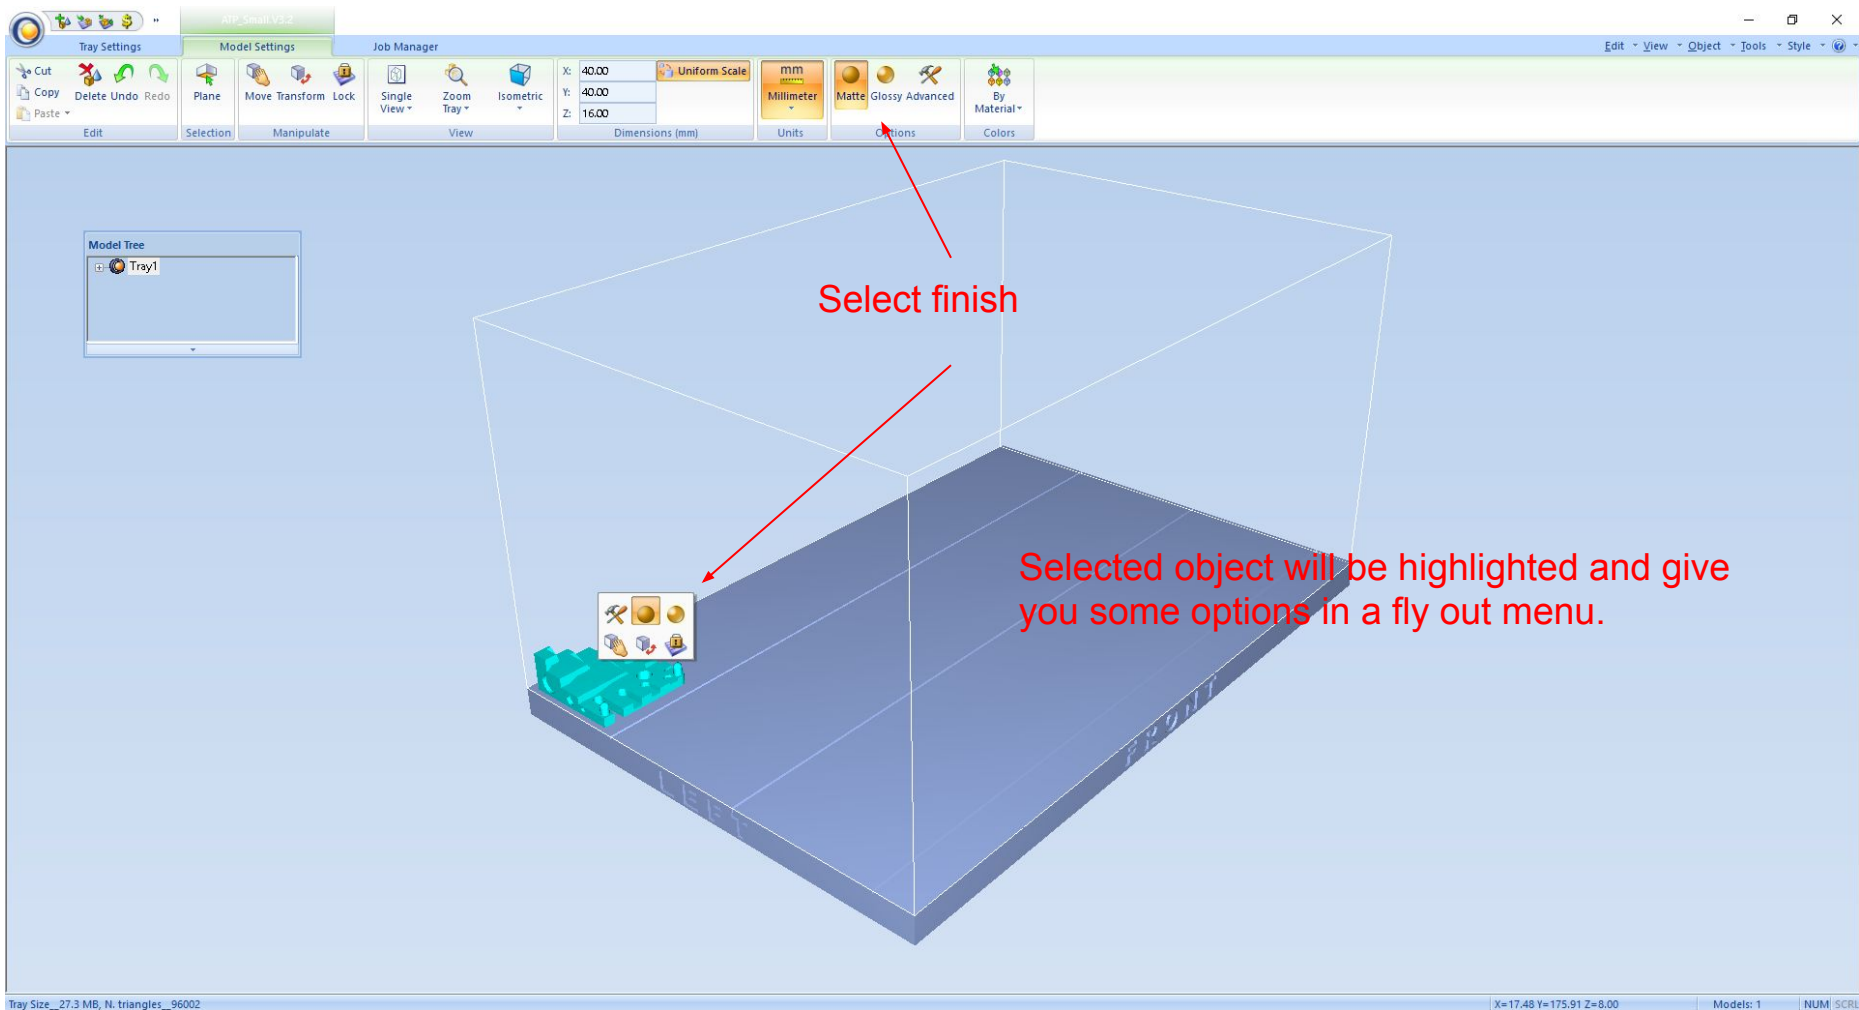 ATP_Small.V3.2
Tray Settings
Model Settings
Job Manager
Edit View Object Tools Style
Cut
Copy
Paste
Delete Undo Redo
Edit
Plane
Selection
Move Transform Lock
Manipulate
Single View
Zoom Tray
Isometric
View
X: 40.00
Y: 40.00
Z: 16.00
Uniform Scale
Dimensions (mm)
mm
Millimeter
Units
Matte Glossy Advanced
Options
By Material
Colors
Model Tree
Tray1
Select finish
Selected object will be highlighted and give
you some options in a fly out menu.
LEFT
FRONT
Tray Size__27.3 MB, N. triangles__96002
X=17.48 Y=175.91 Z=8.00
Models: 1
NUM SCRL